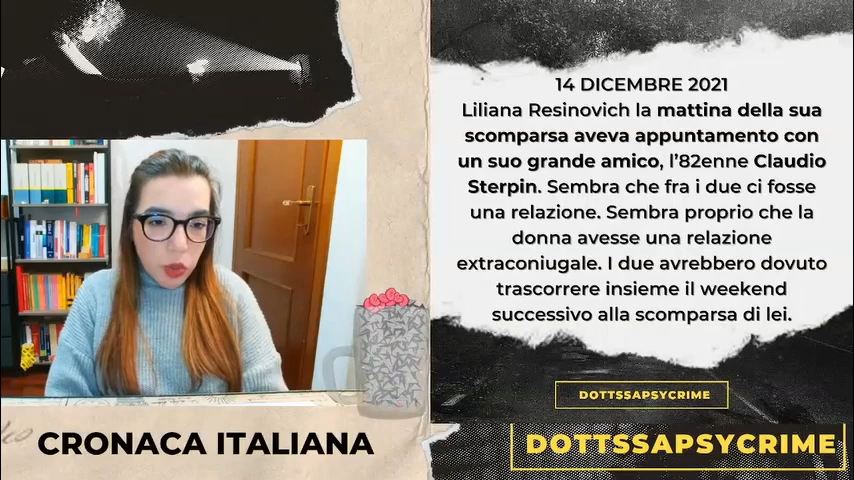 14 DICEMBRE 2021
Liliana Resinovich la mattina della sua
scomparsa aveva appuntamento con
un suo grande amico, l'82enne Claudio
Sterpin. Sembra che fra i due ci fosse
una relazione. Sembra proprio che la
donna avesse una relazione
extraconiugale. I due avrebbero dovuto
trascorrere insieme il weekend
successivo alla scomparsa di lei.
DOTTSSAPSYCRIME
CRONACA ITALIANA
DOTTSSAPSYCRIME